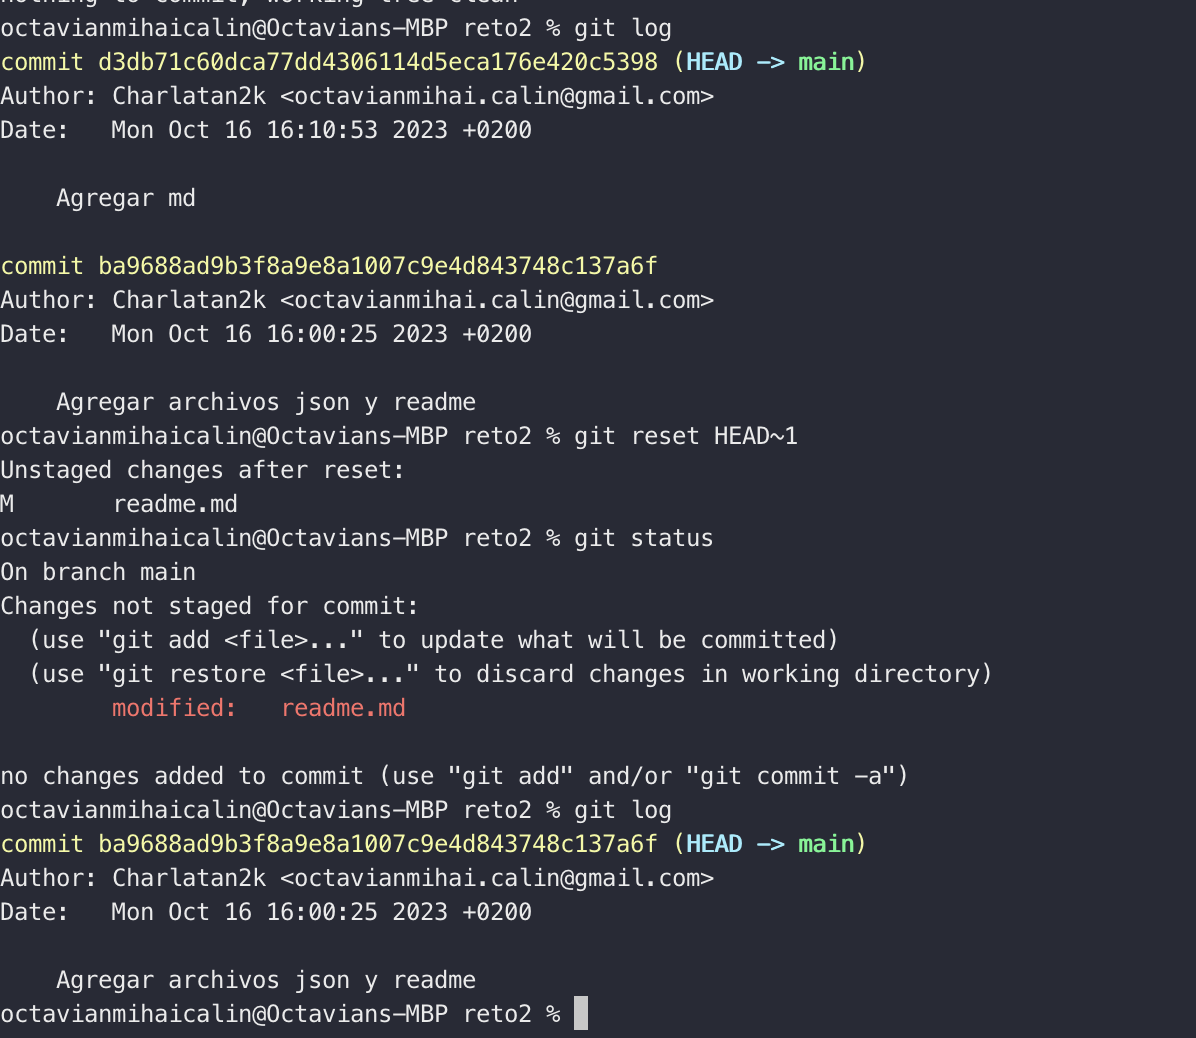 nothing to commit, working tree clean
octavianmihaicalin@Octavians-MBP reto2 % git log
commit d3db71c60dca77dd4306114d5eca176e420c5398 (HEAD -> main)
Author: Charlatan2k <octavianmihai.calin@gmail.com>
Date:   Mon Oct 16 16:10:53 2023 +0200
    Agregar md
commit ba9688ad9b3f8a9e8a1007c9e4d843748c137a6f
Author: Charlatan2k <octavianmihai.calin@gmail.com>
Date:   Mon Oct 16 16:00:25 2023 +0200
    Agregar archivos json y readme
octavianmihaicalin@Octavians-MBP reto2 % git reset HEAD~1
Unstaged changes after reset:
M       readme.md
octavianmihaicalin@Octavians-MBP reto2 % git status
On branch main
Changes not staged for commit:
  (use "git add <file>..." to update what will be committed)
  (use "git restore <file>..." to discard changes in working directory)
        modified:   readme.md
no changes added to commit (use "git add" and/or "git commit -a")
octavianmihaicalin@Octavians-MBP reto2 % git log
commit ba9688ad9b3f8a9e8a1007c9e4d843748c137a6f (HEAD -> main)
Author: Charlatan2k <octavianmihai.calin@gmail.com>
Date:   Mon Oct 16 16:00:25 2023 +0200
    Agregar archivos json y readme
octavianmihaicalin@Octavians-MBP reto2 %